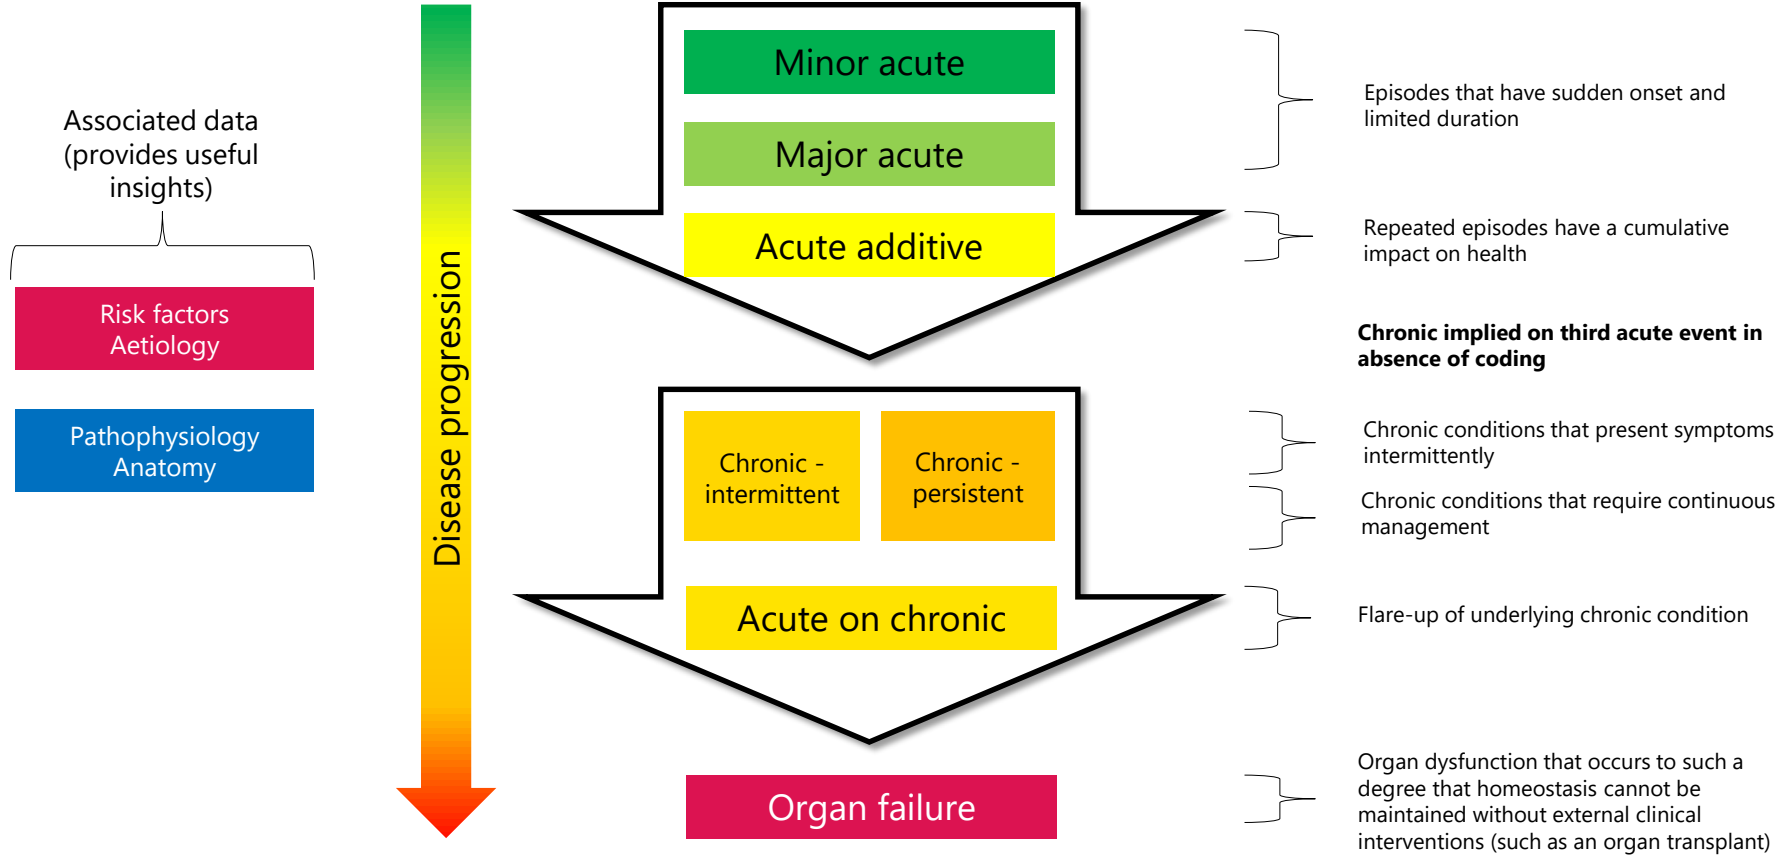 Associated data
(provides useful
insights)
Risk factors
Aetiology
Pathophysiology
Anatomy
Disease progression
Minor acute
Major acute
Acute additive
Chronic -
intermittent
Chronic -
persistent
Acute on chronic
Organ failure
Episodes that have sudden onset and
limited duration
Repeated episodes have a cumulative
impact on health
Chronic implied on third acute event in
absence of coding
Chronic conditions that present symptoms
intermittently
Chronic conditions that require continuous
management
Flare-up of underlying chronic condition
Organ dysfunction that occurs to such a
degree that homeostasis cannot be
maintained without external clinical
interventions (such as an organ transplant)